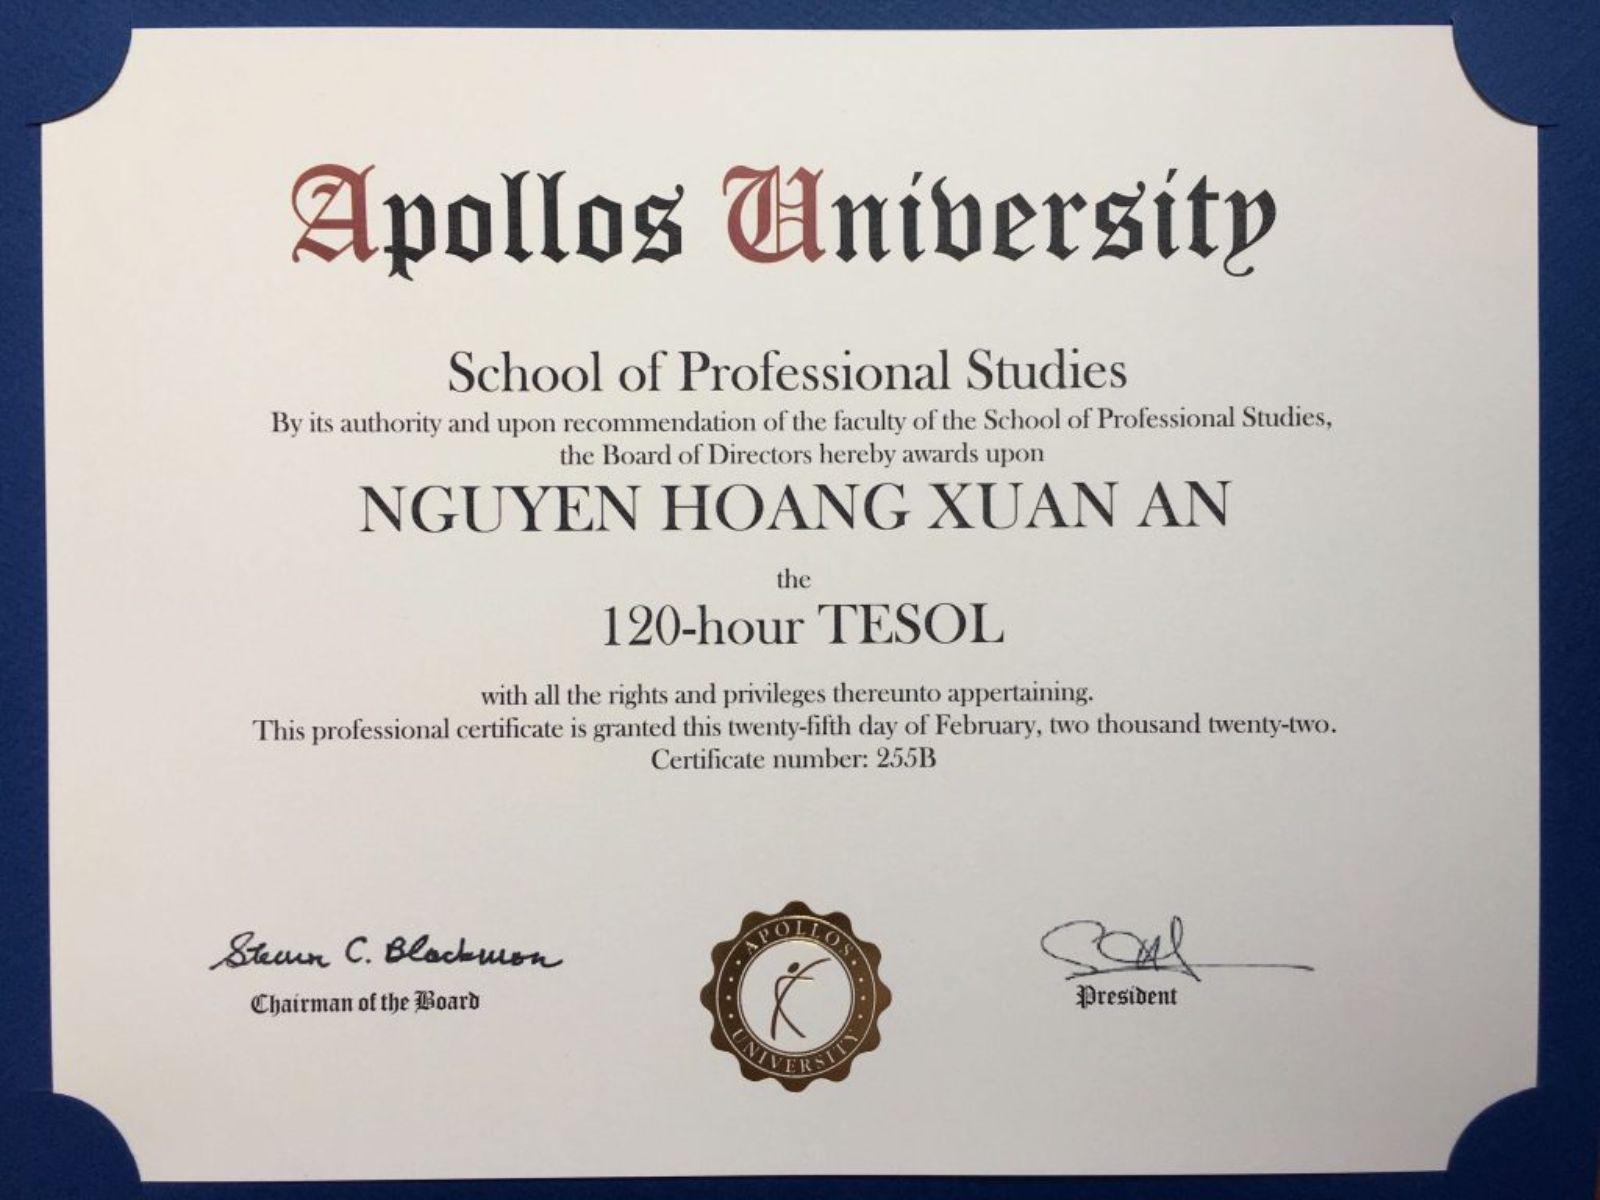 Apollos University
School of Professional Studies
By its authority and upon recommendation of the faculty of the School of Professional Studies,
the Board of Directors hereby awards upon
NGUYEN HOANG XUAN AN
the
120-hour TESOL
with all the rights and privileges thereunto appertaining.
This professional certificate is granted this twenty-fifth day of February, two thousand twenty-two.
Certificate number: 255B
Steven C. Blackmon
Chairman of the Board
APOLLOS
UNIVERSITY
President